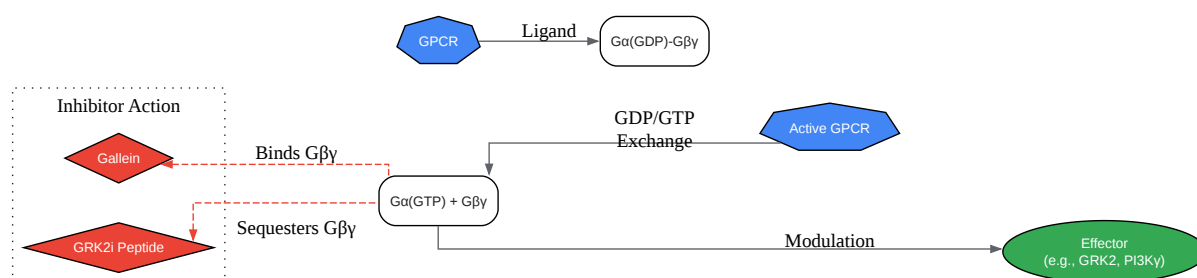 GPCR
Ligand
Gα(GDP)-Gβγ
Inhibitor Action
GDP/GTP
Exchange
Active GPCR
Gallein
Binds Gβγ
Gα(GTP) + Gβγ
Sequesters Gβγ
GRK2i Peptide
Modulation
Effector
(e.g., GRK2, PI3Kγ)